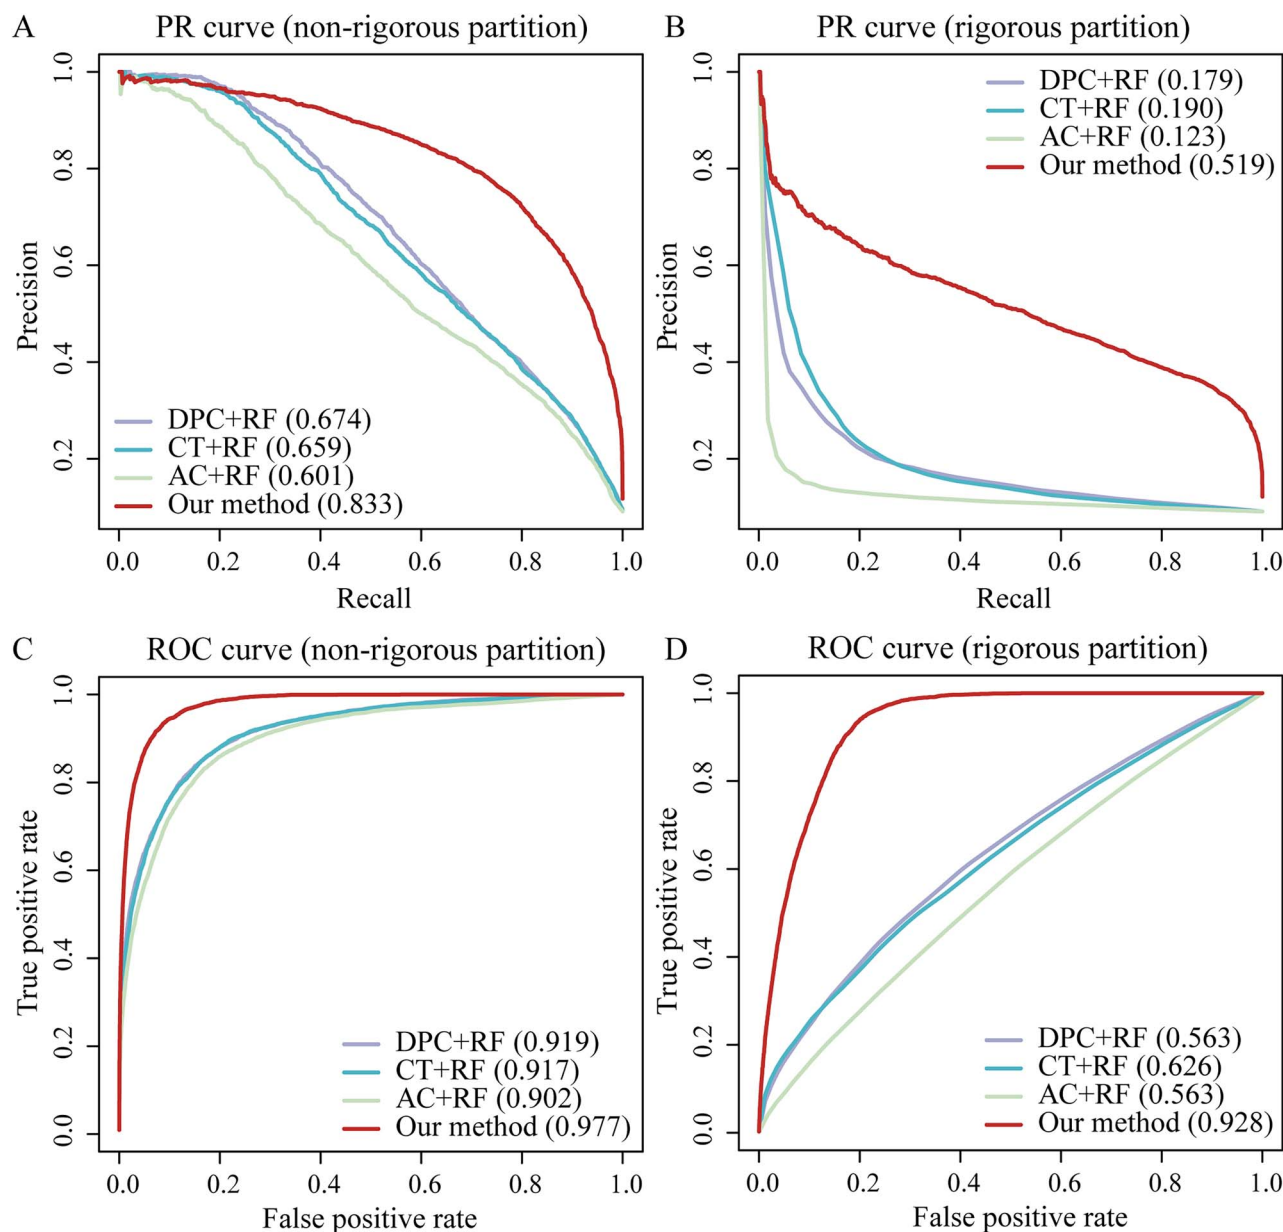 A
PR curve (non-rigorous partition)
1.0
0.8
0.6
0.4
0.2
Precision
DPC+RF (0.674)
CT+RF (0.659)
AC+RF (0.601)
Our method (0.833)
0.0 0.2 0.4 0.6 0.8 1.0
Recall
B
PR curve (rigorous partition)
1.0
0.8
0.6
0.4
0.2
Precision
DPC+RF (0.179)
CT+RF (0.190)
AC+RF (0.123)
Our method (0.519)
0.0 0.2 0.4 0.6 0.8 1.0
Recall
C
ROC curve (non-rigorous partition)
1.0
0.8
0.6
0.4
0.2
0.0
True positive rate
DPC+RF (0.919)
CT+RF (0.917)
AC+RF (0.902)
Our method (0.977)
0.0 0.2 0.4 0.6 0.8 1.0
False positive rate
D
ROC curve (rigorous partition)
1.0
0.8
0.6
0.4
0.2
0.0
True positive rate
DPC+RF (0.563)
CT+RF (0.626)
AC+RF (0.563)
Our method (0.928)
0.0 0.2 0.4 0.6 0.8 1.0
False positive rate